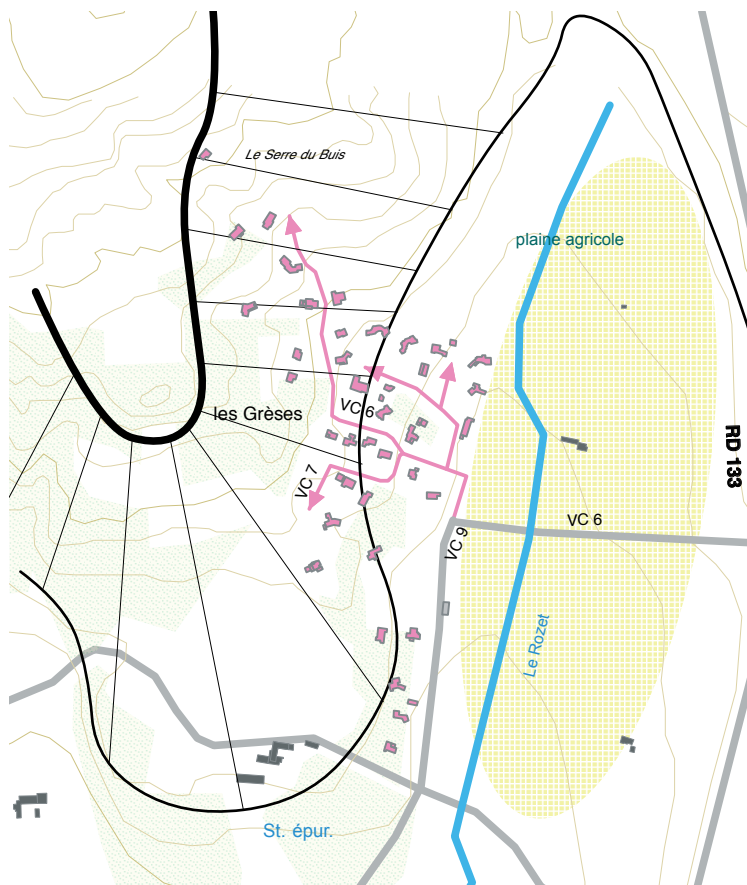 Le Serre du Buis
plaine agricole
les Grèses
VC 6
RD 133
VC 7
VC 6
VC 9
Le Rozet
St. épur.